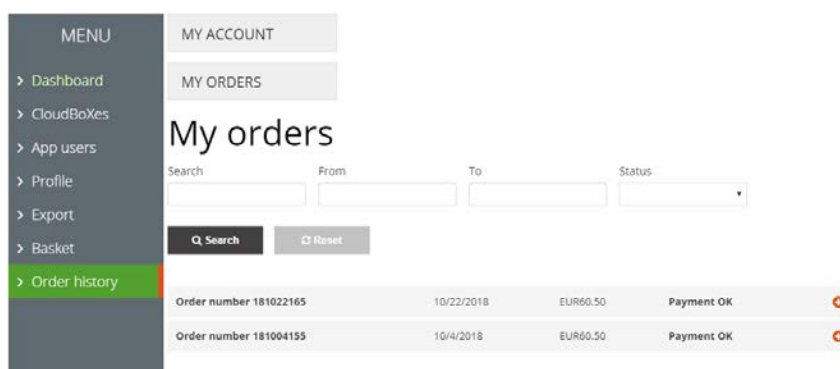 MENU
Dashboard
CloudBoXes
App users
Profile
Export
Basket
Order history
MY ACCOUNT
MY ORDERS
My orders
Search From To Status
Search Reset
Order number 181022165 10/22/2018 EUR60.50 Payment OK
Order number 181004155 10/4/2018 EUR60.50 Payment OK